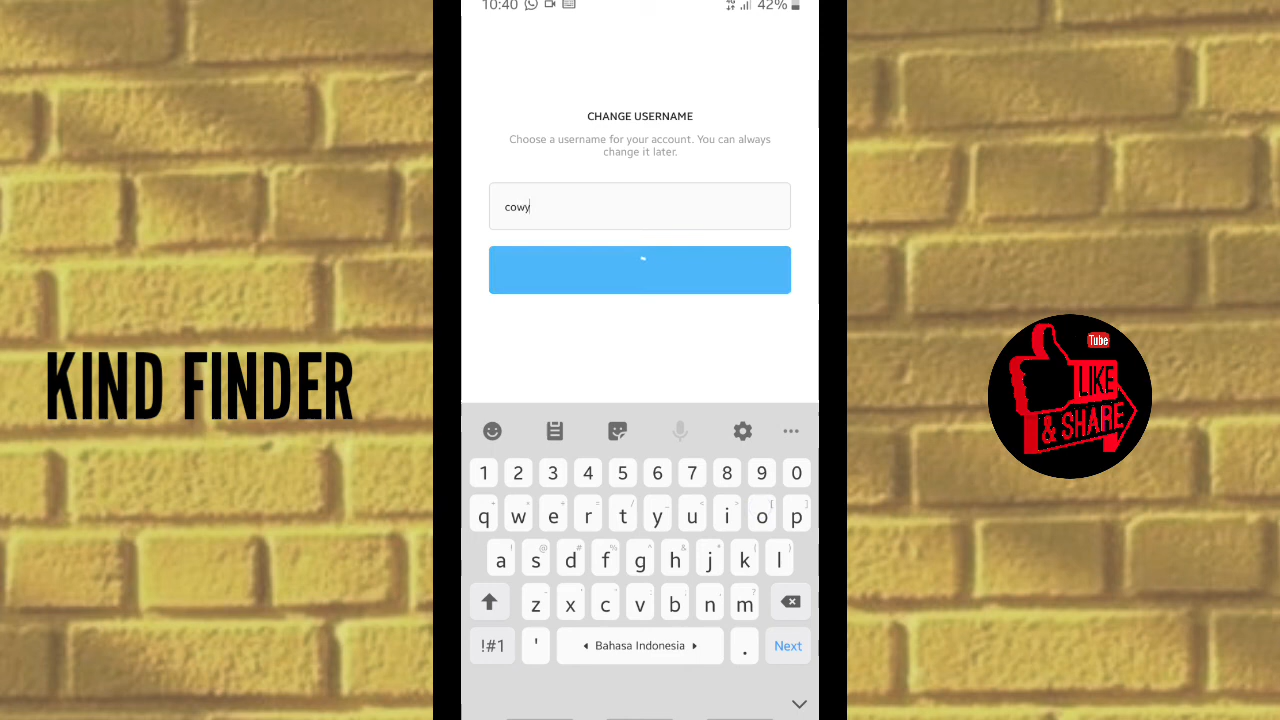 10:40 42%
CHANGE USERNAME
Choose a username for your account. You can always
change it later.
cowy
KIND FINDER
Tube
LIKE
& SHARE
1 2 3 4 5 6 7 8 9 0
q w e r t y u i o p
a s d f g h j k l
z x c v b n m
!#1 ' Bahasa Indonesia . Next